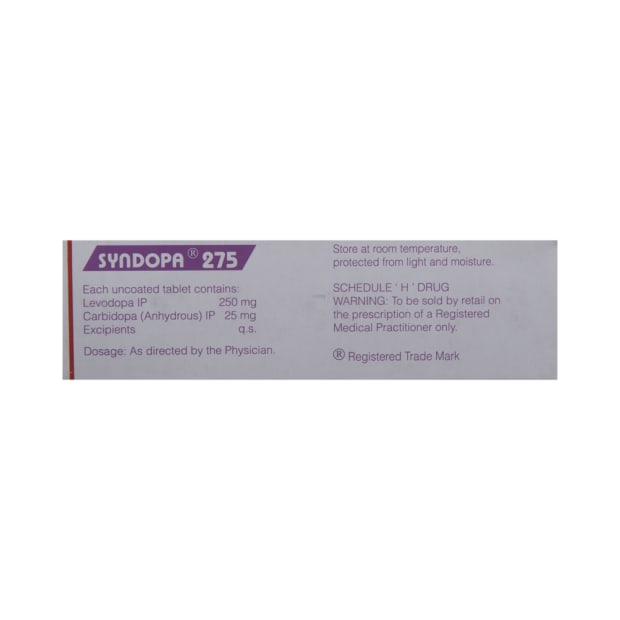 SYNDOPA ® 275
Each uncoated tablet contains:
Levodopa IP 250 mg
Carbidopa (Anhydrous) IP 25 mg
Excipients q.s.
Dosage: As directed by the Physician.
Store at room temperature,
protected from light and moisture.
SCHEDULE ' H ' DRUG
WARNING: To be sold by retail on
the prescription of a Registered
Medical Practitioner only.
® Registered Trade Mark